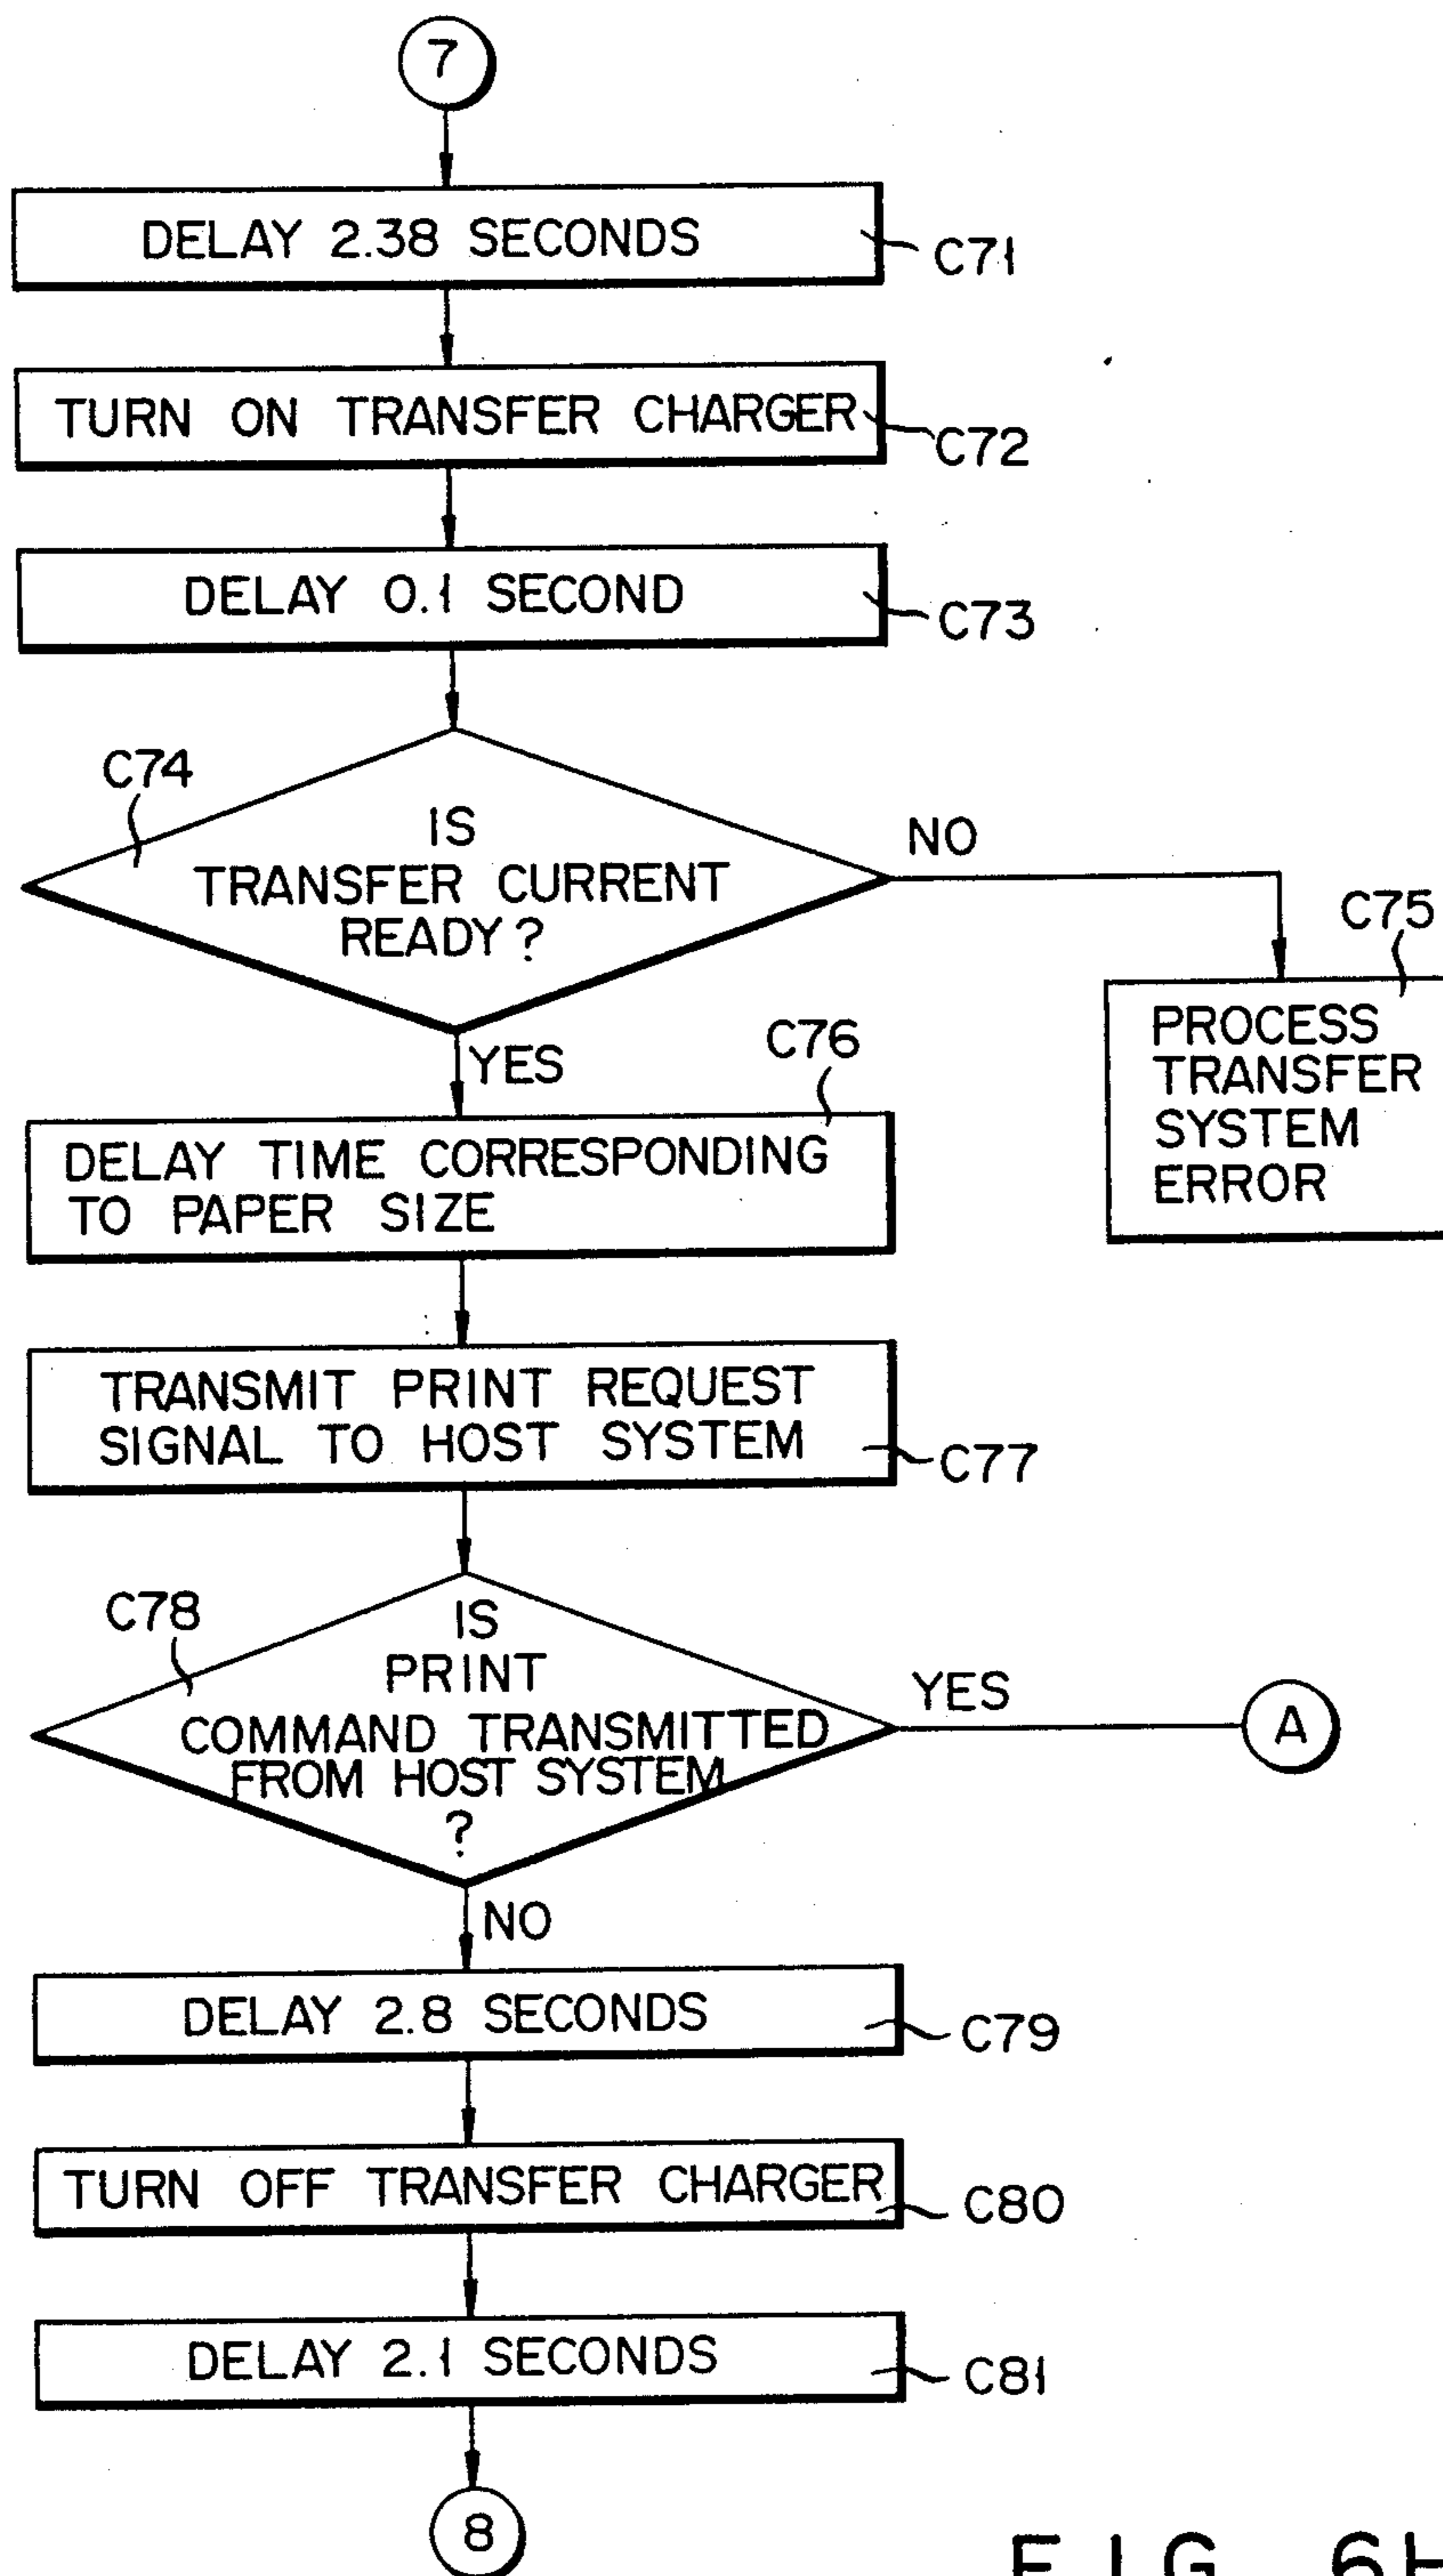 7
DELAY 2.38 SECONDS
C71
TURN ON TRANSFER CHARGER
C72
DELAY 0.1 SECOND
C73
C74
IS
TRANSFER CURRENT
READY?
NO
C75
PROCESS
TRANSFER
SYSTEM
ERROR
YES
C76
DELAY TIME CORRESPONDING
TO PAPER SIZE
TRANSMIT PRINT REQUEST
SIGNAL TO HOST SYSTEM
C77
C78
IS
PRINT
COMMAND TRANSMITTED
FROM HOST SYSTEM
?
YES
A
NO
DELAY 2.8 SECONDS
C79
TURN OFF TRANSFER CHARGER
C80
DELAY 2.1 SECONDS
C81
8
FIG. 6H